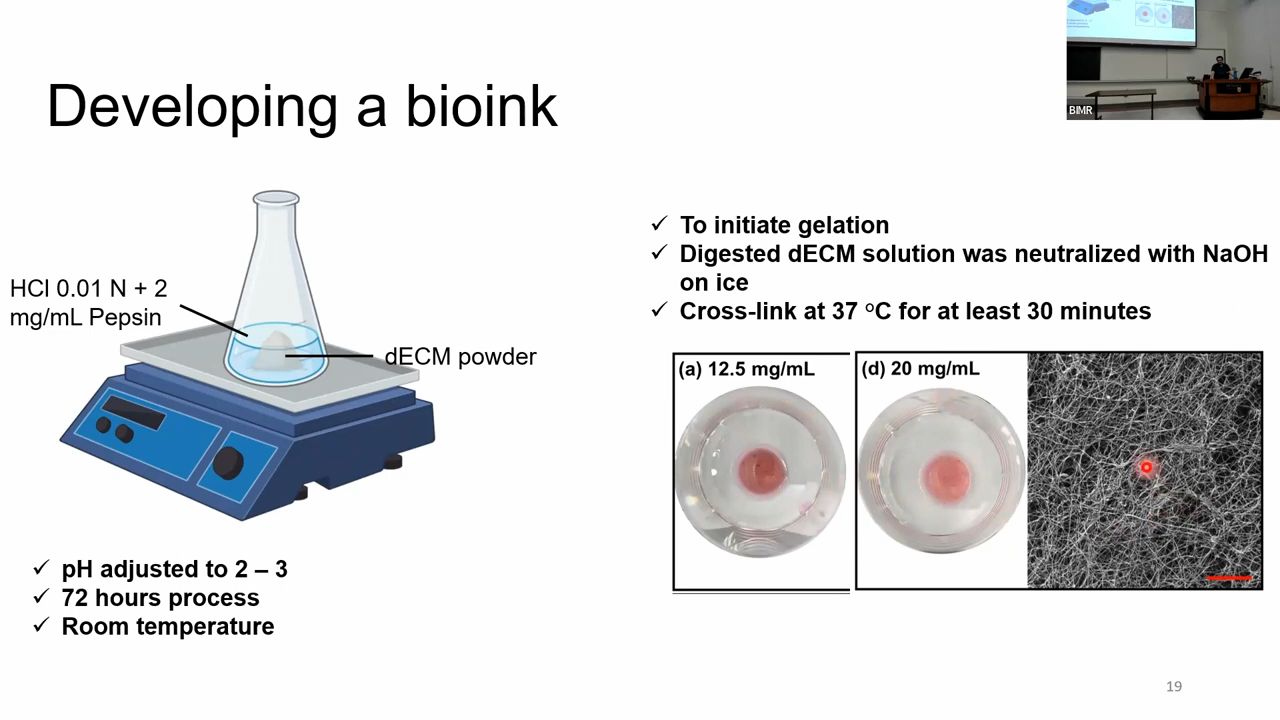 BIMR
Developing a bioink
HCl 0.01 N + 2
mg/mL Pepsin
dECM powder
✓ pH adjusted to 2 – 3
✓ 72 hours process
✓ Room temperature
✓ To initiate gelation
✓ Digested dECM solution was neutralized with NaOH
on ice
✓ Cross-link at 37 °C for at least 30 minutes
(a) 12.5 mg/mL
(d) 20 mg/mL
19